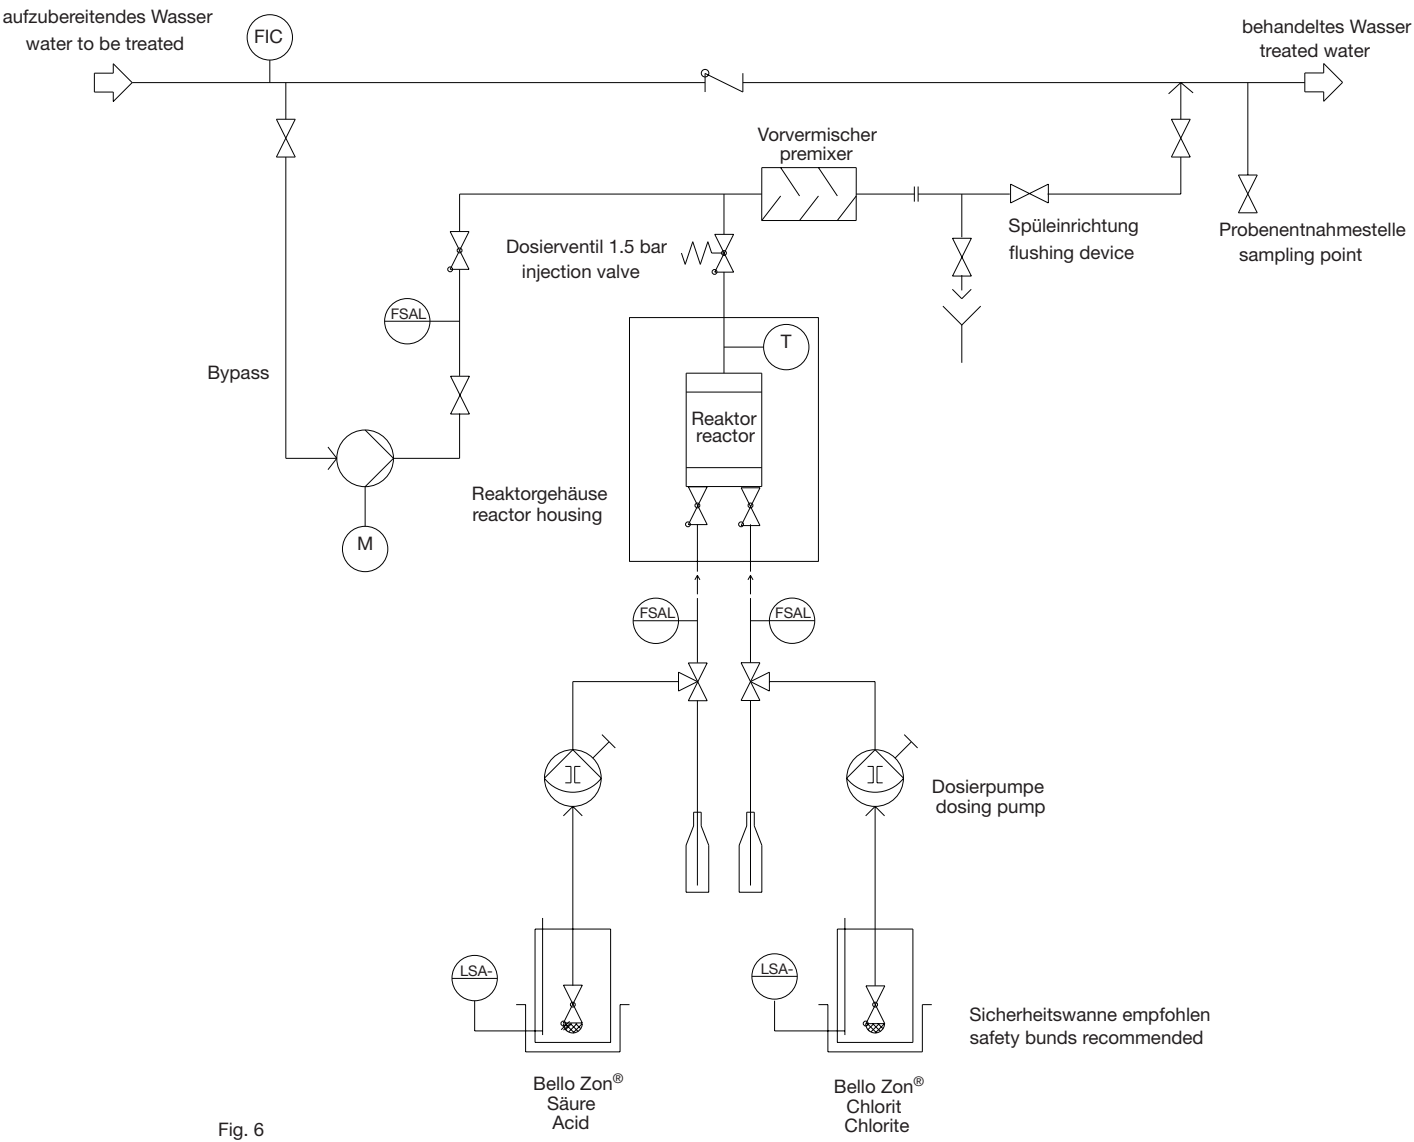 aufzubereitendes Wasser
water to be treated
FIC
behandeltes Wasser
treated water
Vorvermischer
premixer
Dosierventil 1.5 bar
injection valve
Spüleinrichtung
flushing device
Probenentnahmestelle
sampling point
FSAL
T
Bypass
Reaktor
reactor
Reaktorgehäuse
reactor housing
M
FSAL
FSAL
Dosierpumpe
dosing pump
LSA-
LSA-
Sicherheitswanne empfohlen
safety bunds recommended
Bello Zon®
Säure
Acid
Bello Zon®
Chlorit
Chlorite
Fig. 6